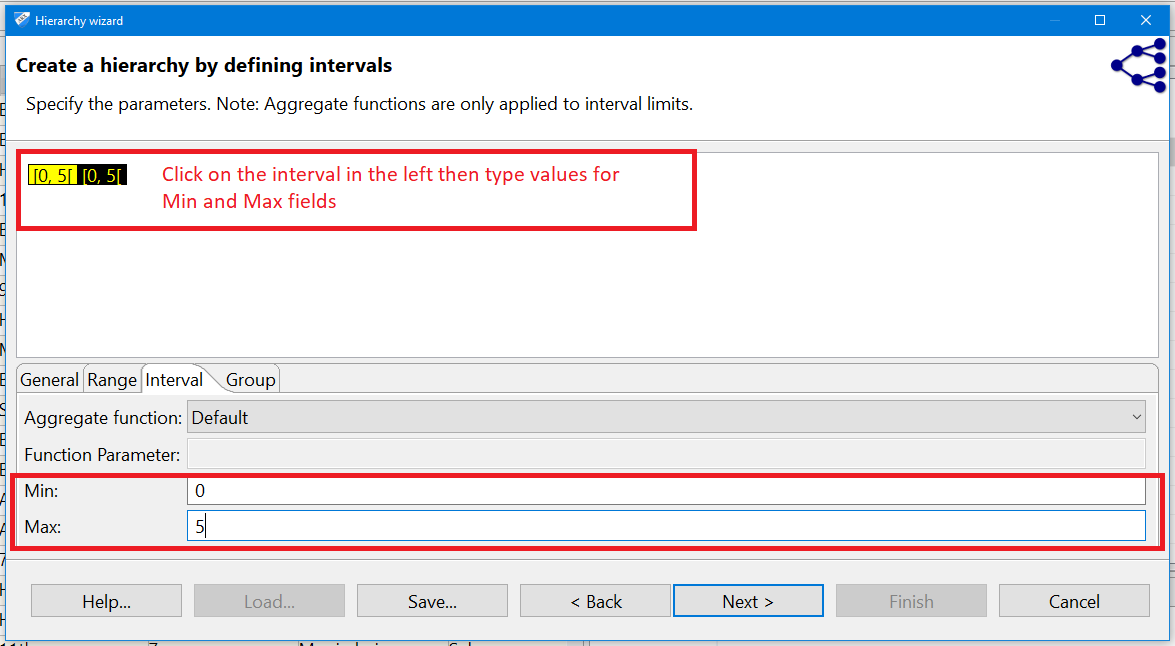 Hierarchy wizard
Create a hierarchy by defining intervals
Specify the parameters. Note: Aggregate functions are only applied to interval limits.
[0, 5[ [0, 5[
Click on the interval in the left then type values for
Min and Max fields
General Range Interval Group
Aggregate function: Default
Function Parameter:
Min: 0
Max: 5
Help... Load... Save... < Back Next > Finish Cancel